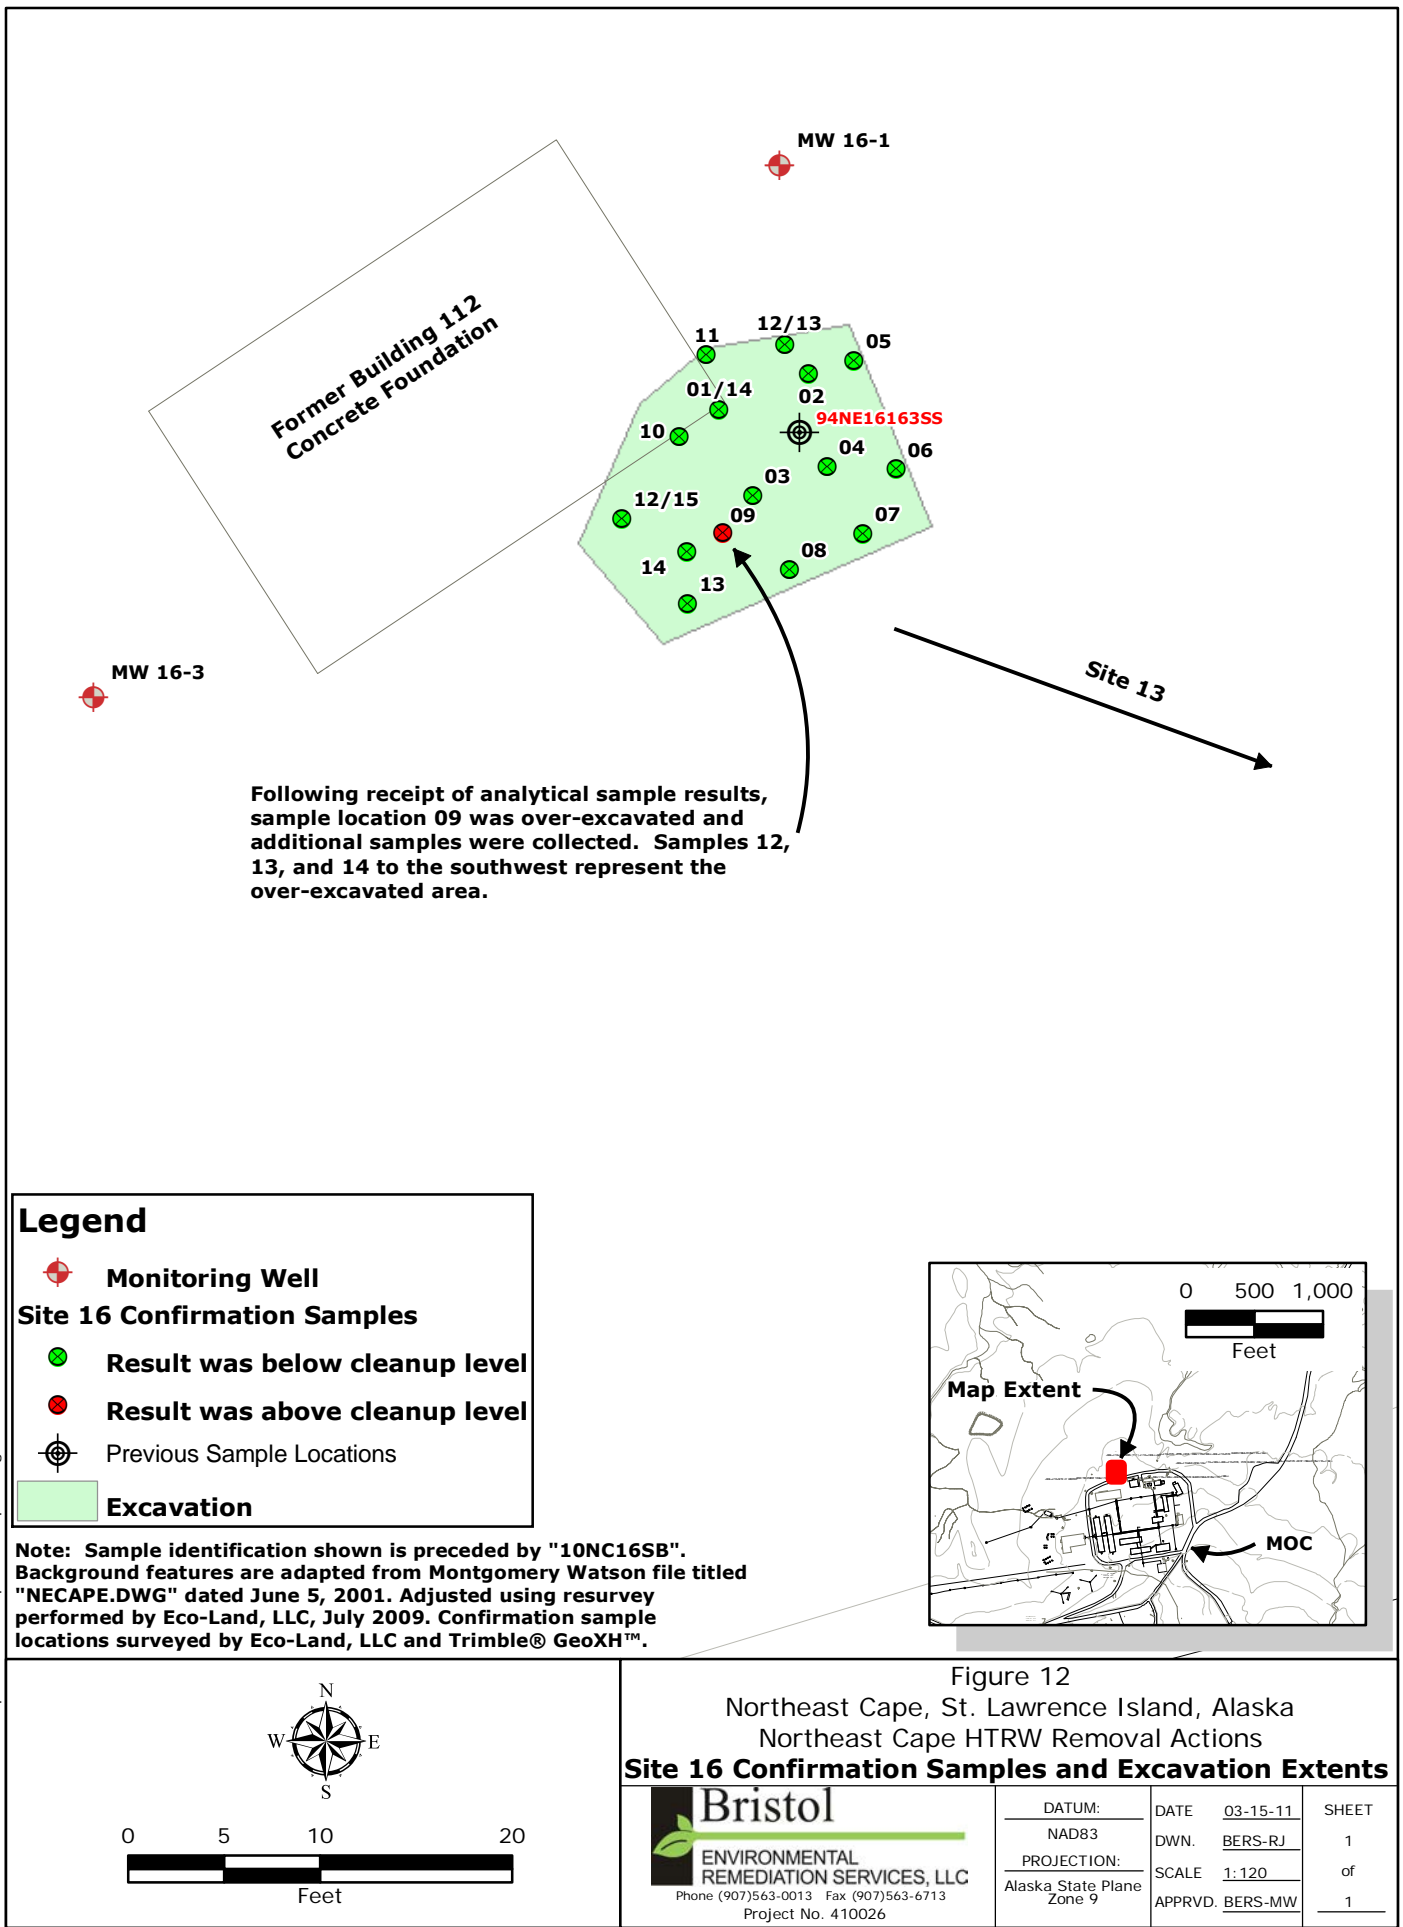 MW 16-1
Former Building 112
Concrete Foundation
12/13
11
05
01/14
02
94NE16163SS
10
04
06
03
12/15
09
07
14
08
13
MW 16-3
Site 13
Following receipt of analytical sample results,
sample location 09 was over-excavated and
additional samples were collected.  Samples 12,
13, and 14 to the southwest represent the
over-excavated area.
Legend
Monitoring Well
Site 16 Confirmation Samples
Result was below cleanup level
Result was above cleanup level
Previous Sample Locations
Excavation
0 500 1,000
Feet
Map Extent
MOC
Note:  Sample identification shown is preceded by "10NC16SB".
Background features are adapted from Montgomery Watson file titled
"NECAPE.DWG" dated June 5, 2001. Adjusted using resurvey
performed by Eco-Land, LLC, July 2009. Confirmation sample
locations surveyed by Eco-Land, LLC and Trimble® GeoXH™.
N
W E
S
0 5 10 20
Feet
Figure 12
Northeast Cape, St. Lawrence Island, Alaska
Northeast Cape HTRW Removal Actions
Site 16 Confirmation Samples and Excavation Extents
Bristol
ENVIRONMENTAL
REMEDIATION SERVICES, LLC
Phone (907)563-0013   Fax (907)563-6713
Project No. 410026
DATUM:
NAD83
PROJECTION:
Alaska State Plane
Zone 9
DATE 03-15-11
DWN. BERS-RJ
SCALE 1:120
APPRVD. BERS-MW
SHEET
1
of
1